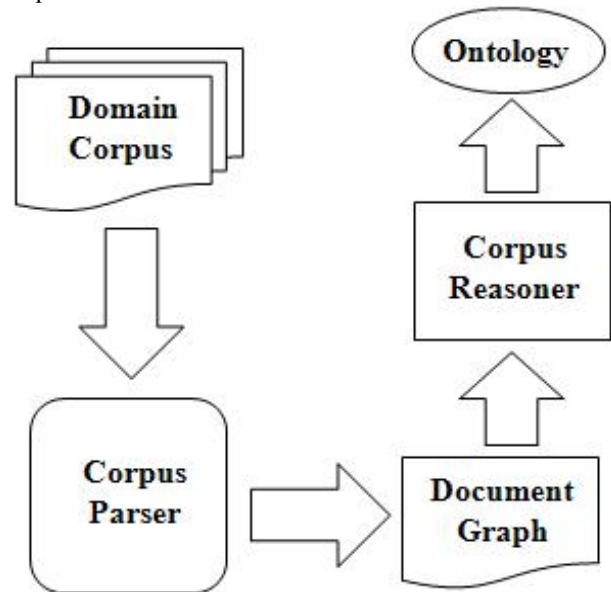 Domain
Corpus
Ontology
Corpus
Reasoner
Corpus
Parser
Document
Graph